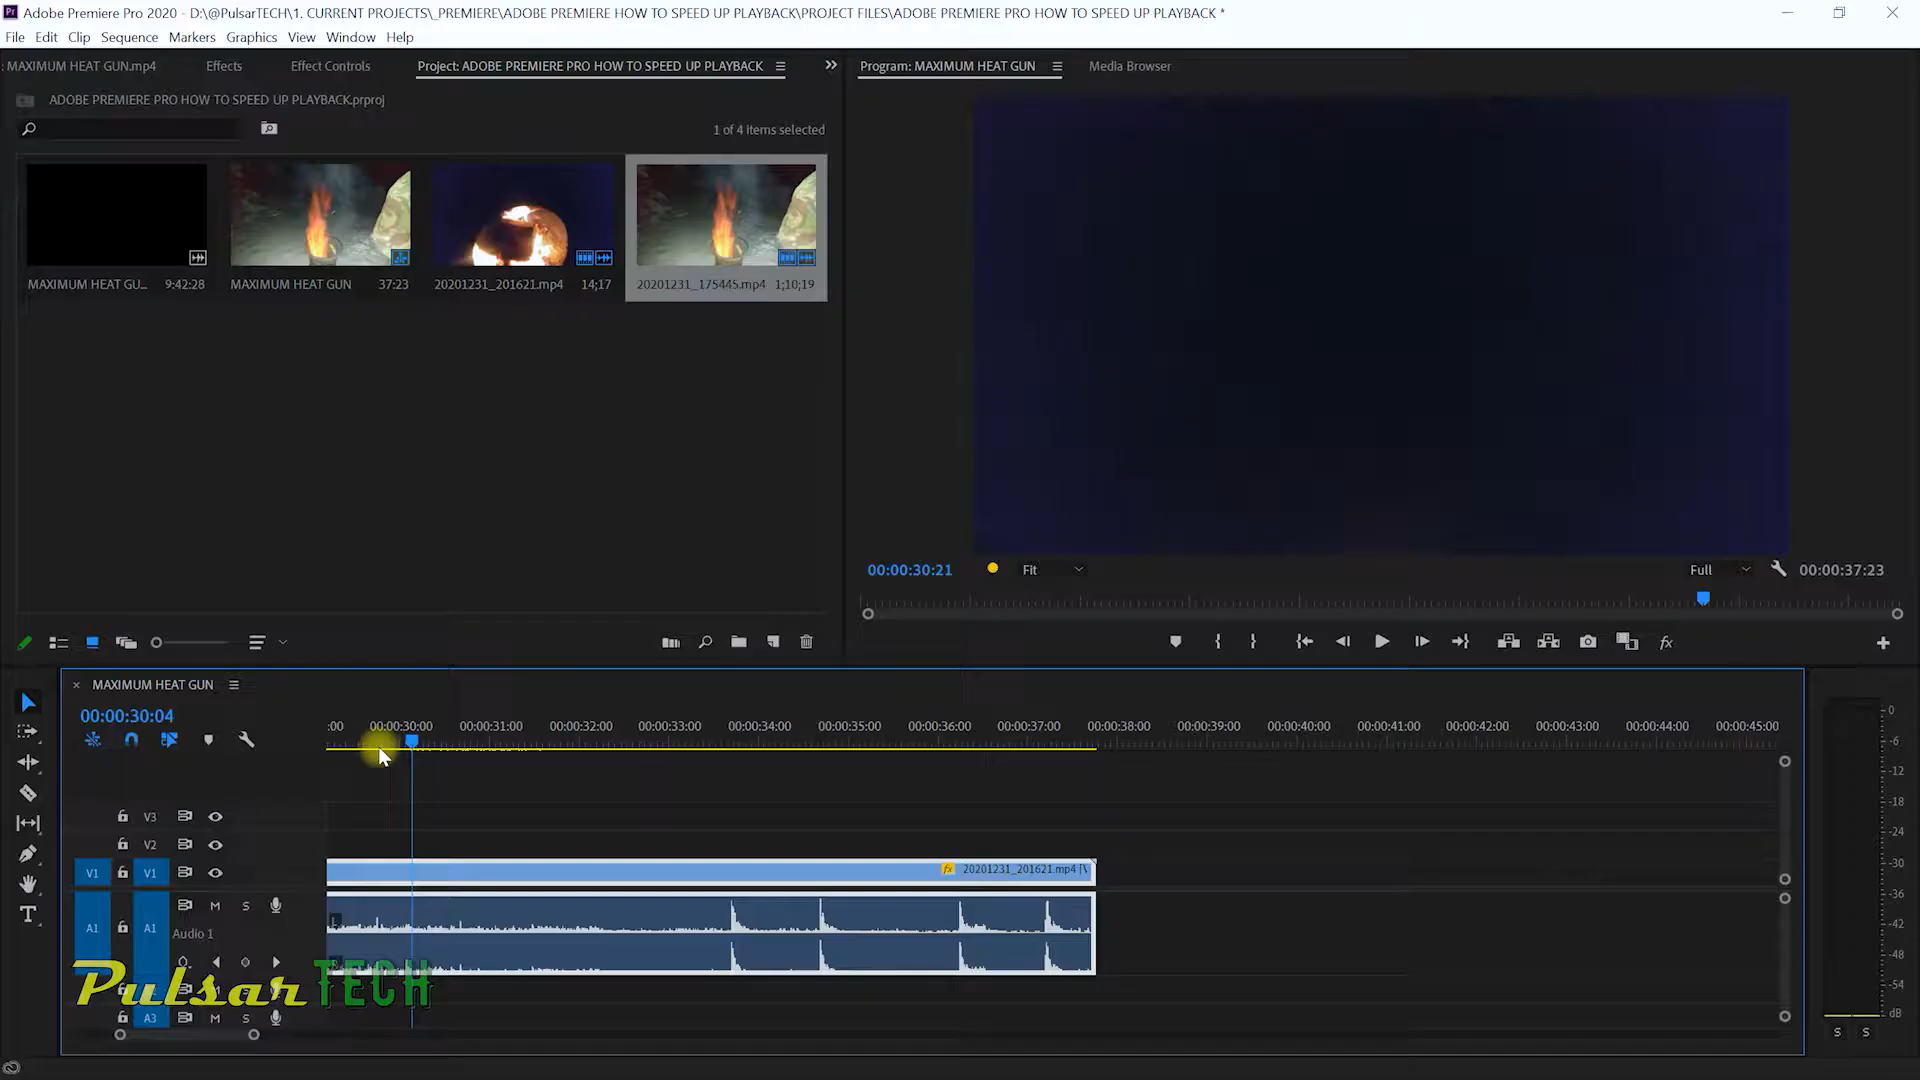 Adobe Premiere Pro 2020 - D:\@PulsarTECH\1. CURRENT PROJECTS\_PREMIERE\ADOBE PREMIERE HOW TO SPEED UP PLAYBACK\PROJECT FILES\ADOBE PREMIERE PRO HOW TO SPEED UP PLAYBACK *
File Edit Clip Sequence Markers Graphics View Window Help
: MAXIMUM HEAT GUN.mp4 Effects Effect Controls Project: ADOBE PREMIERE PRO HOW TO SPEED UP PLAYBACK Program: MAXIMUM HEAT GUN Media Browser
ADOBE PREMIERE PRO HOW TO SPEED UP PLAYBACK.prproj
1 of 4 Items selected
MAXIMUM HEAT GU... 9:42:28 MAXIMUM HEAT GUN 37:23 20201231_201621.mp4 14;17 20201231_175445.mp4 1;10;19
00:00:30:21 Fit Full 00:00:37:23
fx
MAXIMUM HEAT GUN
00:00:30:04
:00 00:00:30:00 00:00:31:00 00:00:32:00 00:00:33:00 00:00:34:00 00:00:35:00 00:00:36:00 00:00:37:00 00:00:38:00 00:00:39:00 00:00:40:00 00:00:41:00 00:00:42:00 00:00:43:00 00:00:44:00 00:00:45:00
V3
V2
V1 V1 fx 20201231_201621.mp4 [V
M S
A1 A1 Audio 1
PulsarTECH
A3 M S
0
-6
-12
-18
-24
-30
-36
-42
-48
-54
dB
S S